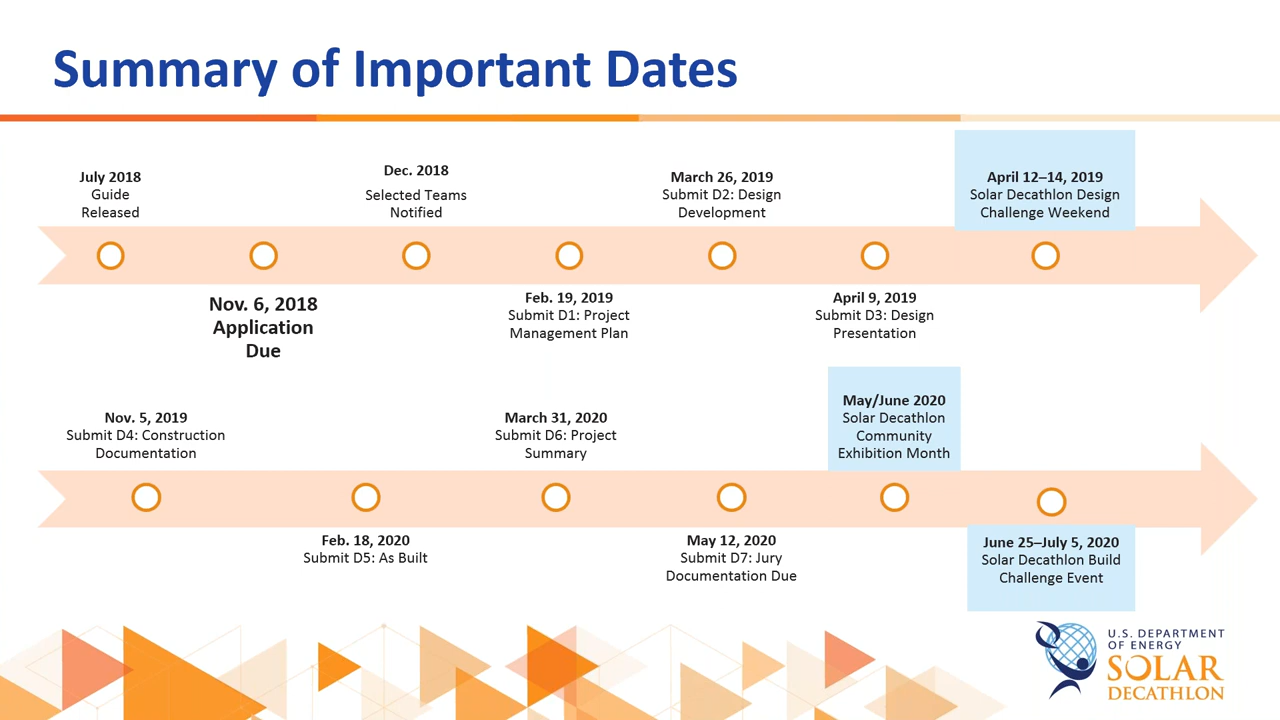 Summary of Important Dates
July 2018
Guide
Released
Dec. 2018
Selected Teams
Notified
March 26, 2019
Submit D2: Design
Development
April 12–14, 2019
Solar Decathlon Design
Challenge Weekend
Nov. 6, 2018
Application
Due
Feb. 19, 2019
Submit D1: Project
Management Plan
April 9, 2019
Submit D3: Design
Presentation
Nov. 5, 2019
Submit D4: Construction
Documentation
March 31, 2020
Submit D6: Project
Summary
May/June 2020
Solar Decathlon
Community
Exhibition Month
Feb. 18, 2020
Submit D5: As Built
May 12, 2020
Submit D7: Jury
Documentation Due
June 25–July 5, 2020
Solar Decathlon Build
Challenge Event
U.S. DEPARTMENT
OF ENERGY
SOLAR
DECATHLON